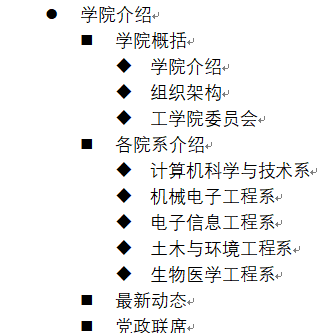 学院介绍
学院概括
学院介绍
组织架构
工学院委员会
各院系介绍
计算机科学与技术系
机械电子工程系
电子信息工程系
土木与环境工程系
生物医学工程系
最新动态
党政联席